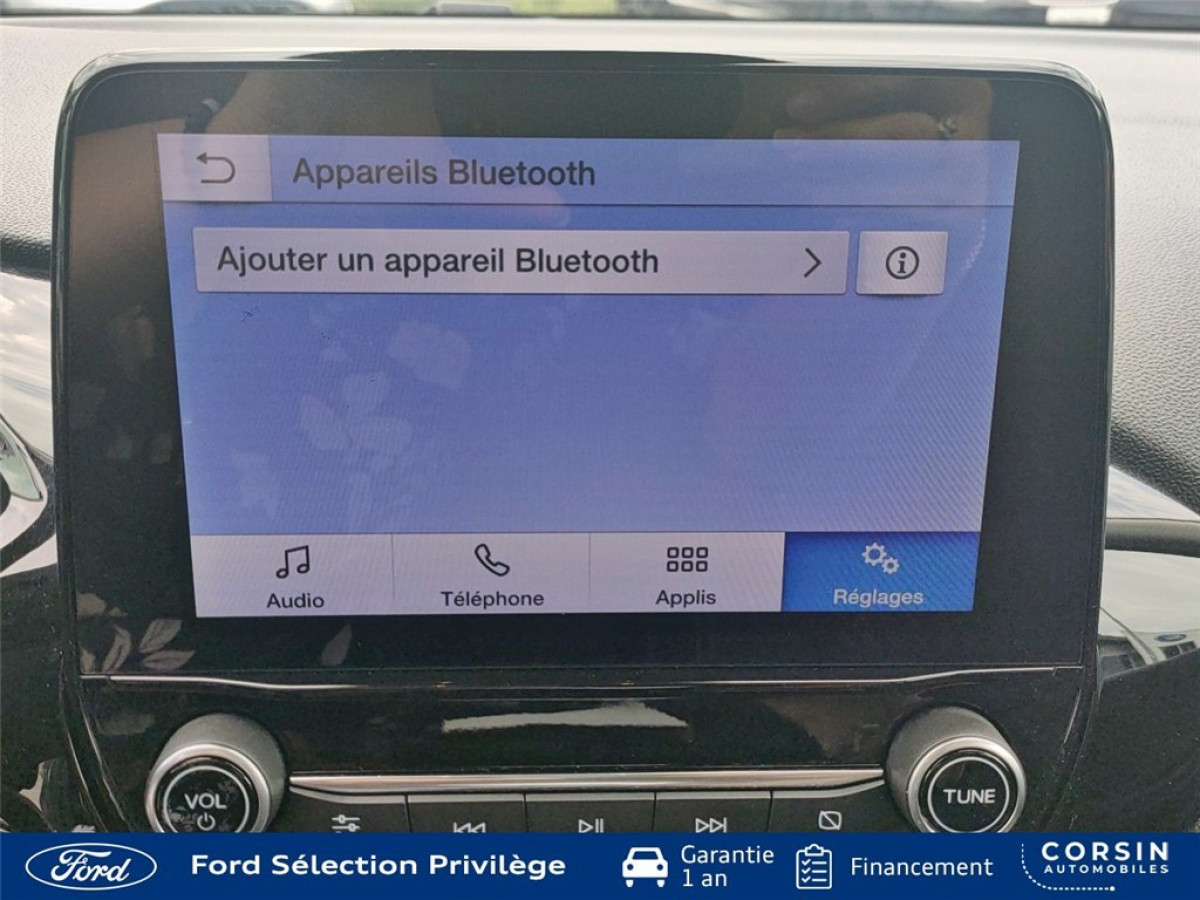 Appareils Bluetooth
Ajouter un appareil Bluetooth
Audio
Téléphone
Applis
Réglages
VOL
TUNE
Ford
Ford Sélection Privilège
Garantie
1 an
Financement
CORSIN
AUTOMOBILES